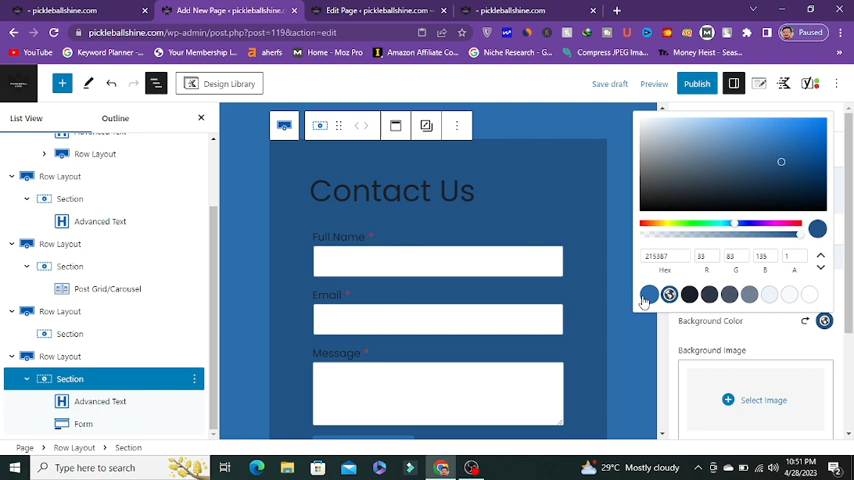 - pickleballshine.com
Add New Page • pickleballshine.c
Edit Page • pickleballshine.com/
- pickleballshine.com
pickleballshine.com/wp-admin/post.php?post=119&action=edit
Paused
YouTube
Keyword Planner -...
Your Membership I...
aherfs
Home - Moz Pro
Amazon Affiliate Co...
Niche Research - G...
Compress JPEG Ima...
Money Heist - Seas...
Design Library
Save draft
Preview
Publish
List View
Outline
Advanced Text
Row Layout
Row Layout
Section
Advanced Text
Row Layout
Section
Post Grid/Carousel
Row Layout
Section
Row Layout
Section
Advanced Text
Form
Contact Us
Full Name *
Email *
Message *
215387
33
83
135
1
Hex
R
G
B
A
Background Color
Background Image
Select Image
Page › Row Layout › Section
Type here to search
29°C Mostly cloudy
10:51 PM
4/28/2023
2